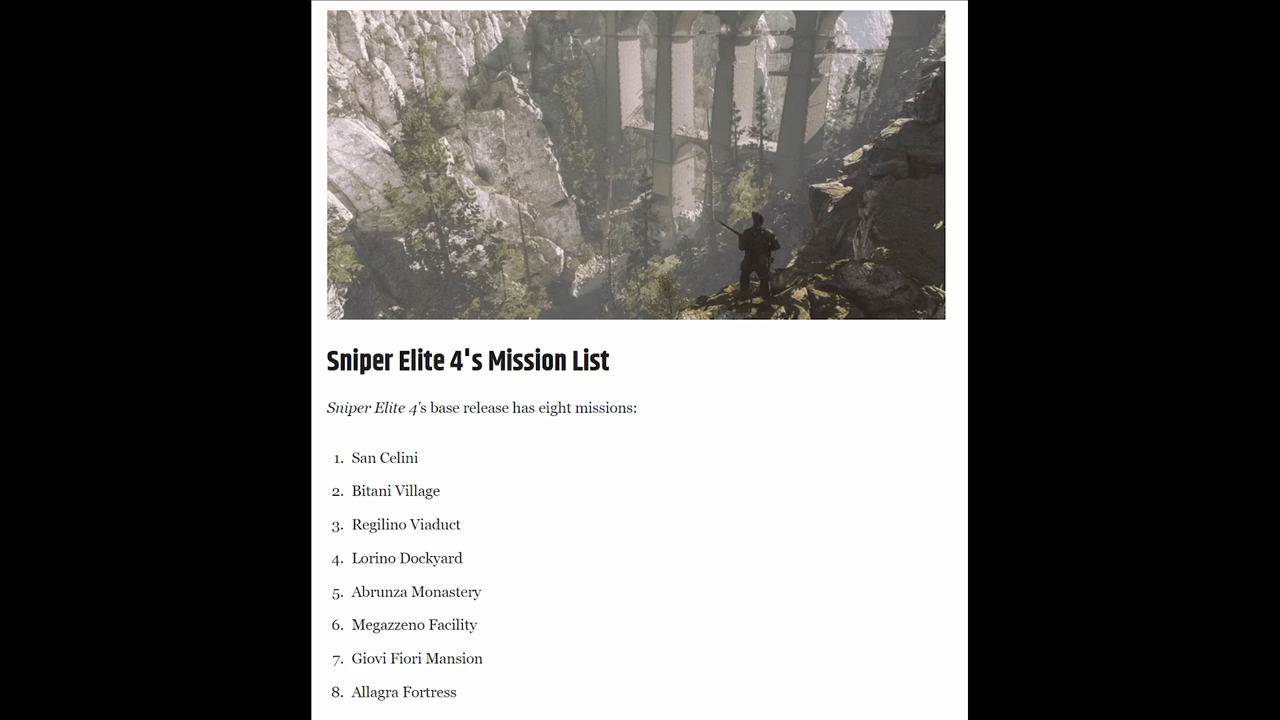 Sniper Elite 4's Mission List
Sniper Elite 4's base release has eight missions:
1. San Celini
2. Bitani Village
3. Regilino Viaduct
4. Lorino Dockyard
5. Abrunza Monastery
6. Megazzeno Facility
7. Giovi Fiori Mansion
8. Allagra Fortress